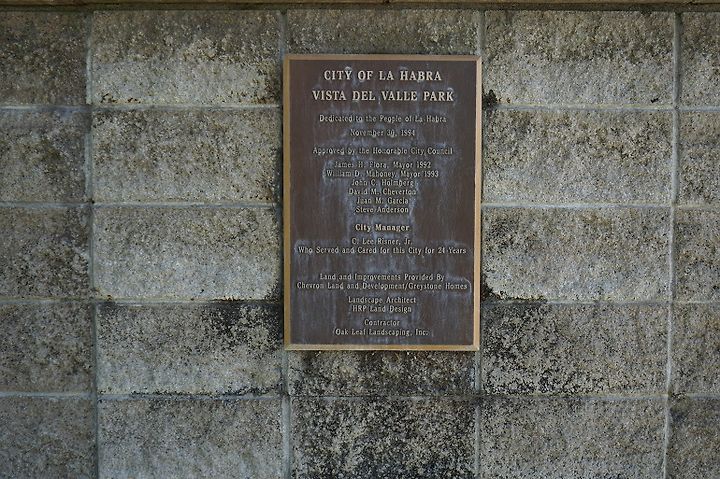 CITY OF LA HABRA
VISTA DEL VALLE PARK
Dedicated to the People of La Habra
November 30, 1994
Approved by the Honorable City Council
James H. Flora, Mayor 1992
William D. Mahoney, Mayor 1993
John C. Holmberg
David M. Cheverton
Juan M. Garcia
Steve Anderson
City Manager
C. Lee Risner, Jr.
Who Served and Cared for this City for 24 Years
Land and Improvements Provided By
Chevron Land and Development/Greystone Homes
Landscape Architect
HRP Land Design
Contractor
Oak Leaf Landscaping, Inc.